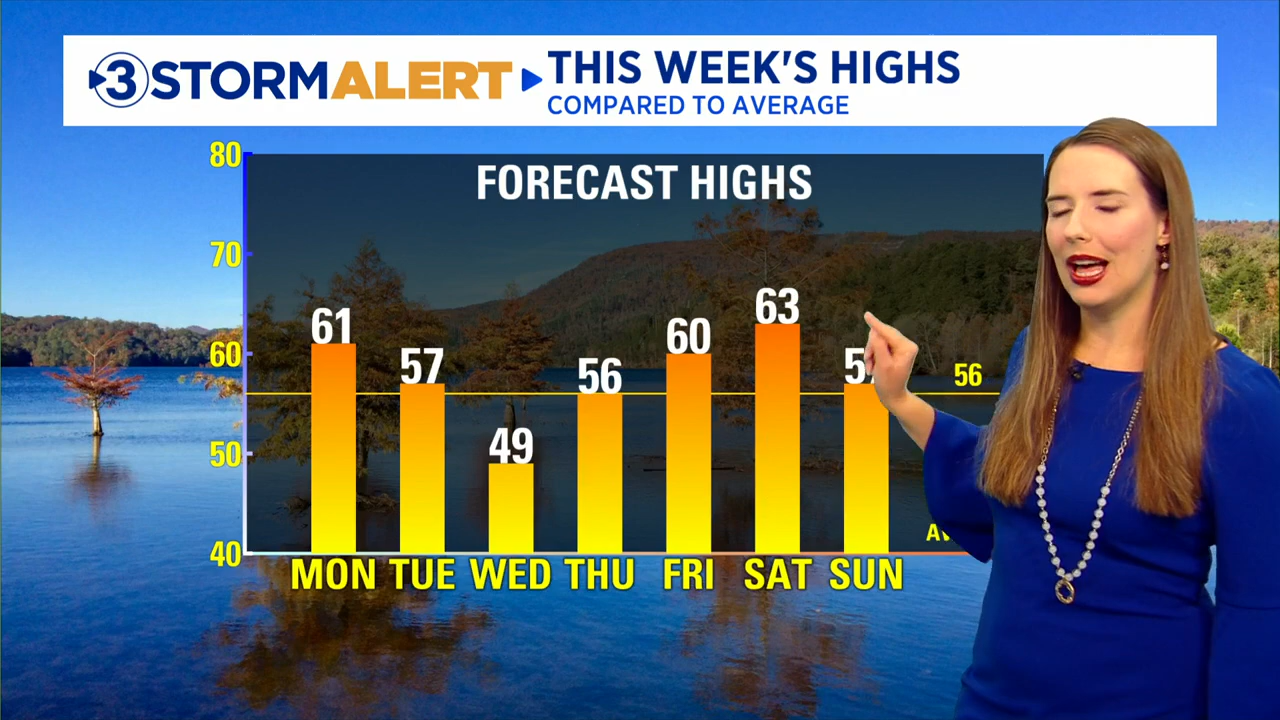 3 STORMALERT
THIS WEEK'S HIGHS
COMPARED TO AVERAGE
FORECAST HIGHS
80
70
60
50
40
61
57
49
56
60
63
56
MON TUE WED THU FRI SAT SUN